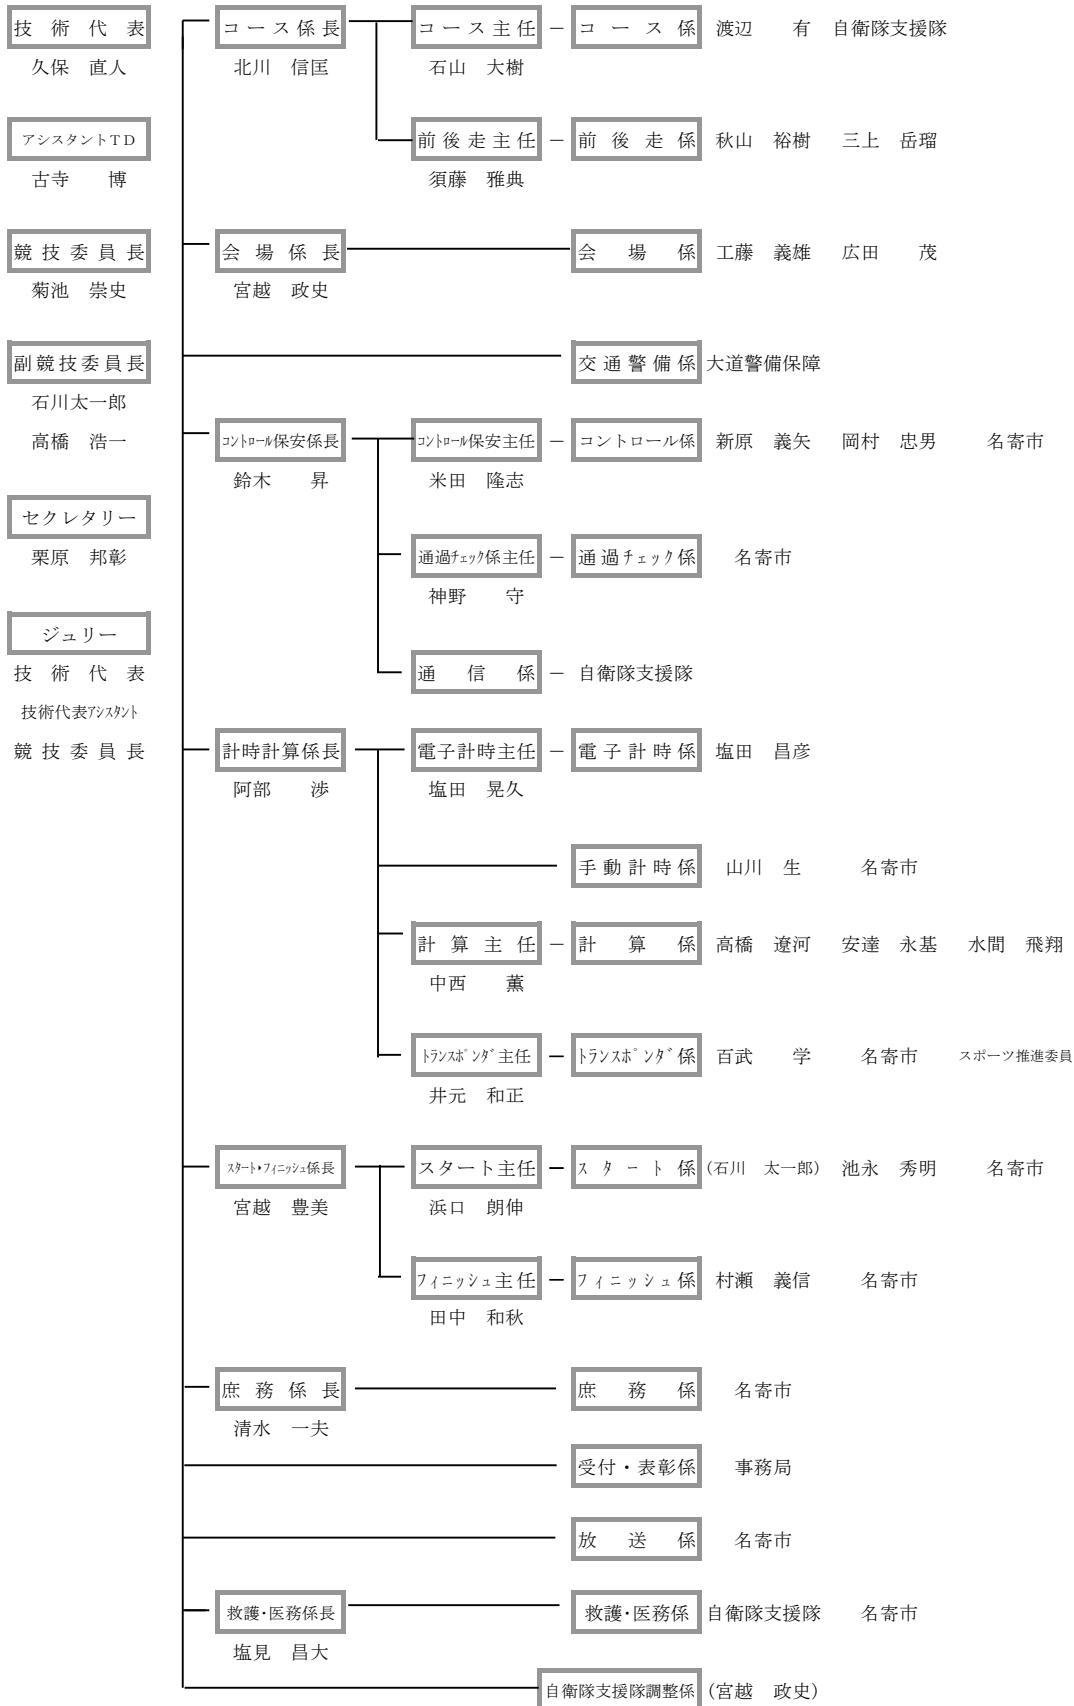 技術代表　コース係長　コース主任 － コース係　渡辺　有　自衛隊支援隊
久保　直人　北川　信匡　石山　大樹
アシスタントＴＤ　前後走主任 － 前後走係　秋山　裕樹　三上　岳瑠
古寺　博　須藤　雅典
競技委員長　会場係長　会場係　工藤　義雄　広田　茂
菊池　崇史　宮越　政史
副競技委員長　交通警備係　大道警備保障
石川太一郎
高橋　浩一　ｺﾝﾄﾛｰﾙ保安係長　ｺﾝﾄﾛｰﾙ保安主任 － コントロール係　新原　義矢　岡村　忠男　名寄市
鈴木　昇　米田　隆志
セクレタリー
栗原　邦彰　通過ﾁｪｯｸ係主任 － 通過チェック係　名寄市
神野　守
ジュリー
技術代表　通信係 － 自衛隊支援隊
技術代表ｱｼｽﾀﾝﾄ
競技委員長　計時計算係長　電子計時主任 － 電子計時係　塩田　昌彦
阿部　渉　塩田　晃久
手動計時係　山川　生　名寄市
計算主任 － 計算係　高橋　遼河　安達　永基　水間　飛翔
中西　薫
ﾄﾗﾝｽﾎﾟﾝﾀﾞ主任 － ﾄﾗﾝｽﾎﾟﾝﾀﾞ係　百武　学　名寄市　スポーツ推進委員
井元　和正
ｽﾀｰﾄ･ﾌｨﾆｯｼｭ係長　スタート主任 － スタート係　(石川　太一郎)　池永　秀明　名寄市
宮越　豊美　浜口　朗伸
フィニッシュ主任 － フィニッシュ係　村瀬　義信　名寄市
田中　和秋
庶務係長　庶務係　名寄市
清水　一夫
受付・表彰係　事務局
放送係　名寄市
救護･医務係長　救護･医務係　自衛隊支援隊　名寄市
塩見　昌大
自衛隊支援隊調整係　(宮越　政史)